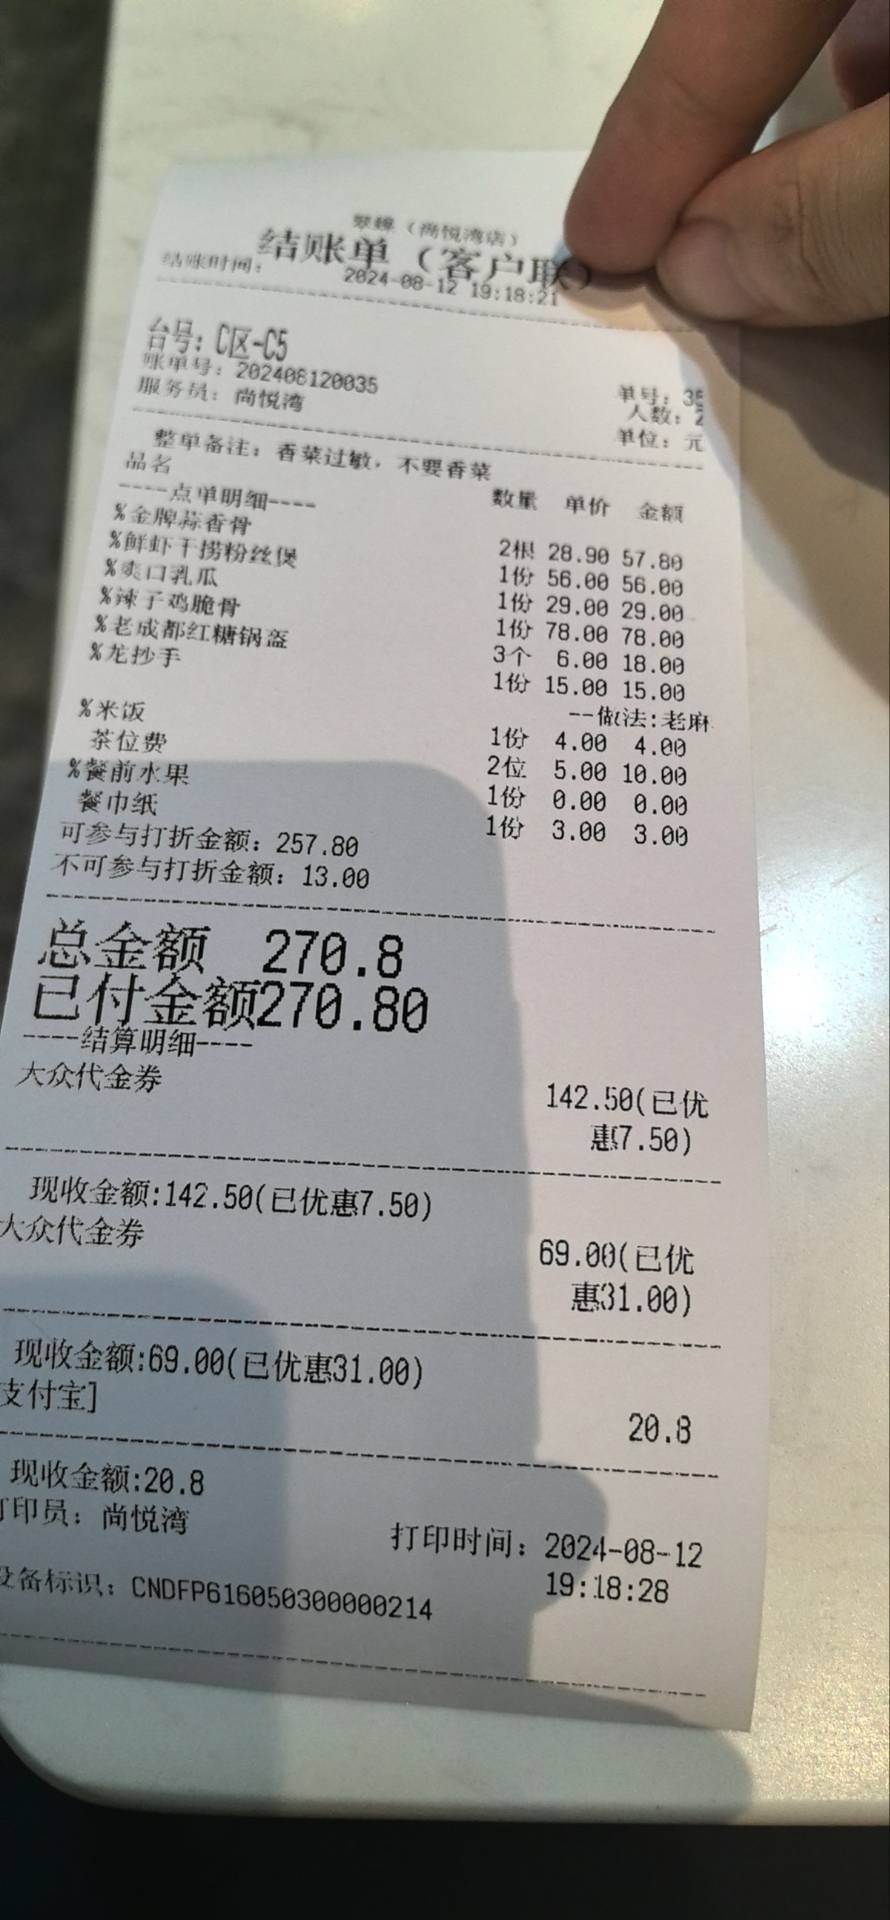 （尚悦湾店）
结账单（客户联）
结账时间：2024-08-12 19:18:21
台号：C区-C5
账单号：202408120035
单号：35
服务员：尚悦湾
人数：2
单位：元
整单备注：香菜过敏，不要香菜
品名 数量 单价 金额
----点单明细----
%金牌蒜香骨 2根 28.90 57.80
%鲜虾干捞粉丝煲 1份 56.00 56.00
%爽口乳瓜 1份 29.00 29.00
%辣子鸡脆骨 1份 78.00 78.00
%老成都红糖锅盔 3个 6.00 18.00
%龙抄手 1份 15.00 15.00
--做法:老麻
%米饭 1份 4.00 4.00
茶位费 2位 5.00 10.00
%餐前水果 1份 0.00 0.00
餐巾纸 1份 3.00 3.00
可参与打折金额：257.80
不可参与打折金额：13.00
总金额 270.8
已付金额270.80
----结算明细----
大众代金券 142.50(已优
惠7.50)
现收金额:142.50(已优惠7.50)
大众代金券 69.00(已优
惠31.00)
现收金额:69.00(已优惠31.00)
支付宝] 20.8
现收金额:20.8
打印员：尚悦湾
打印时间：2024-08-12
19:18:28
设备标识：CNDFP616050300000214